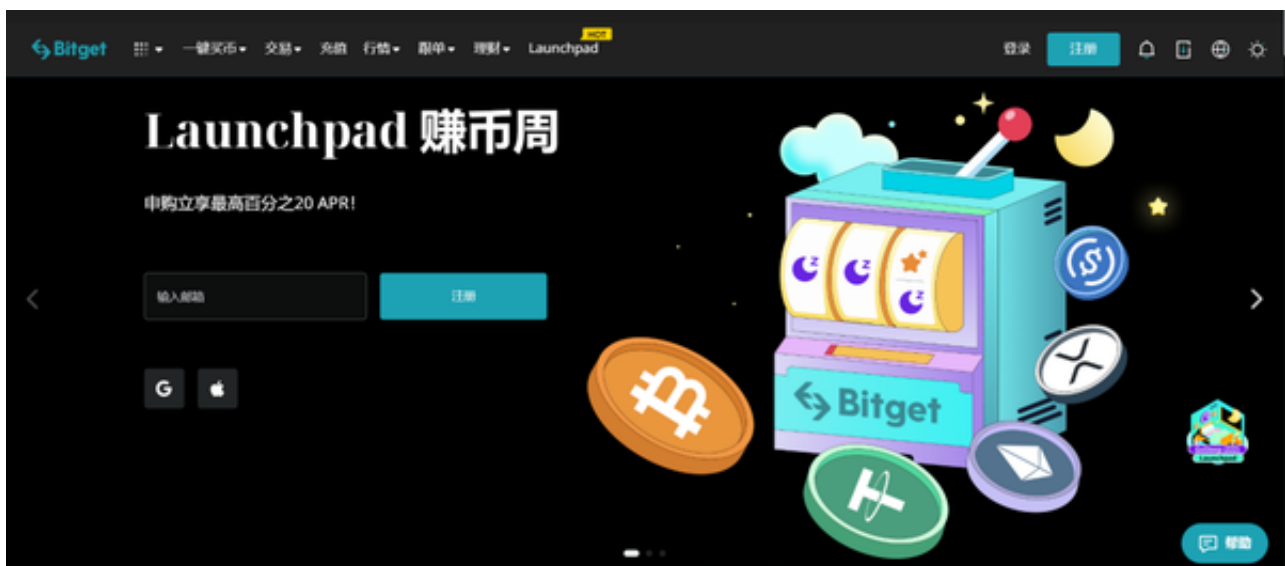 Bitget 一键买币 交易 充值 行情 跟单 理财 Launchpad HOT 登录 注册
Launchpad 赚币周
申购立享最高百分之20 APR!
输入邮箱 注册
G
Bitget
Launchpad
帮助